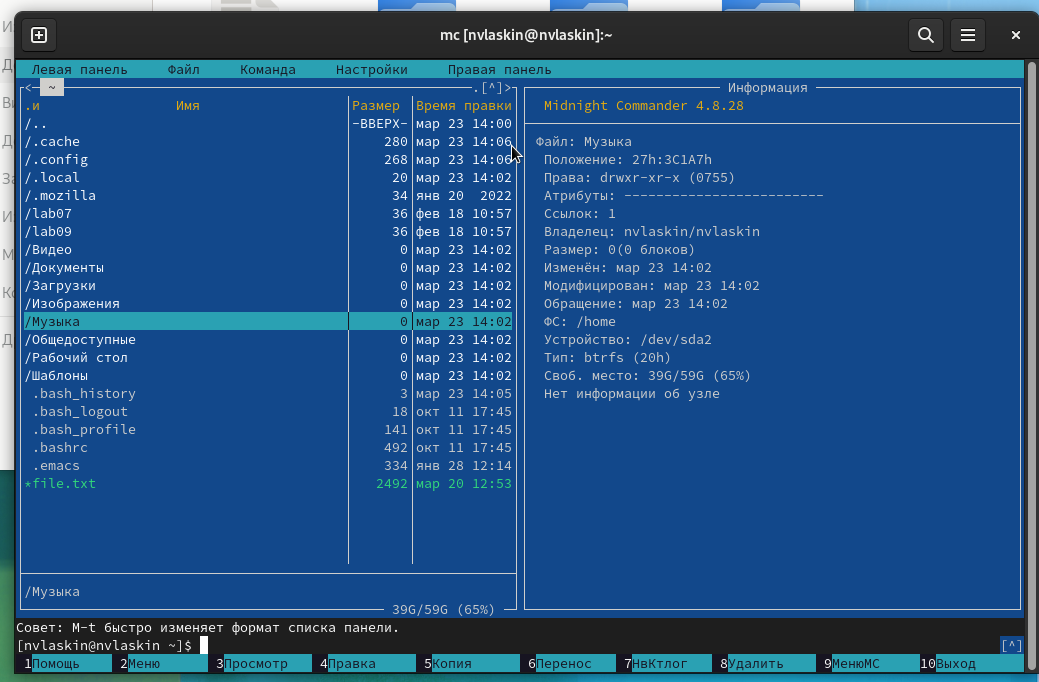 mc [nvlaskin@nvlaskin]:~
Левая панель Файл Команда Настройки Правая панель
<─ ~ .[^]>
.и Имя Размер Время правки
/.. -ВВЕРХ- мар 23 14:00
/.cache 280 мар 23 14:06
/.config 268 мар 23 14:06
/.local 20 мар 23 14:02
/.mozilla 34 янв 20 2022
/lab07 36 фев 18 10:57
/lab09 36 фев 18 10:57
/Видео 0 мар 23 14:02
/Документы 0 мар 23 14:02
/Загрузки 0 мар 23 14:02
/Изображения 0 мар 23 14:02
/Музыка 0 мар 23 14:02
/Общедоступные 0 мар 23 14:02
/Рабочий стол 0 мар 23 14:02
/Шаблоны 0 мар 23 14:02
.bash_history 3 мар 23 14:05
.bash_logout 18 окт 11 17:45
.bash_profile 141 окт 11 17:45
.bashrc 492 окт 11 17:45
.emacs 334 янв 28 12:14
*file.txt 2492 мар 20 12:53
/Музыка
39G/59G (65%)
Информация
Midnight Commander 4.8.28
Файл: Музыка
Положение: 27h:3C1A7h
Права: drwxr-xr-x (0755)
Атрибуты: -------------------------
Ссылок: 1
Владелец: nvlaskin/nvlaskin
Размер: 0(0 блоков)
Изменён: мар 23 14:02
Модифицирован: мар 23 14:02
Обращение: мар 23 14:02
ФС: /home
Устройство: /dev/sda2
Тип: btrfs (20h)
Своб. место: 39G/59G (65%)
Нет информации об узле
Совет: M-t быстро изменяет формат списка панели.
[nvlaskin@nvlaskin ~]$ [^]
1Помощь 2Меню 3Просмотр 4Правка 5Копия 6Перенос 7НвКтлог 8Удалить 9МенюМС 10Выход